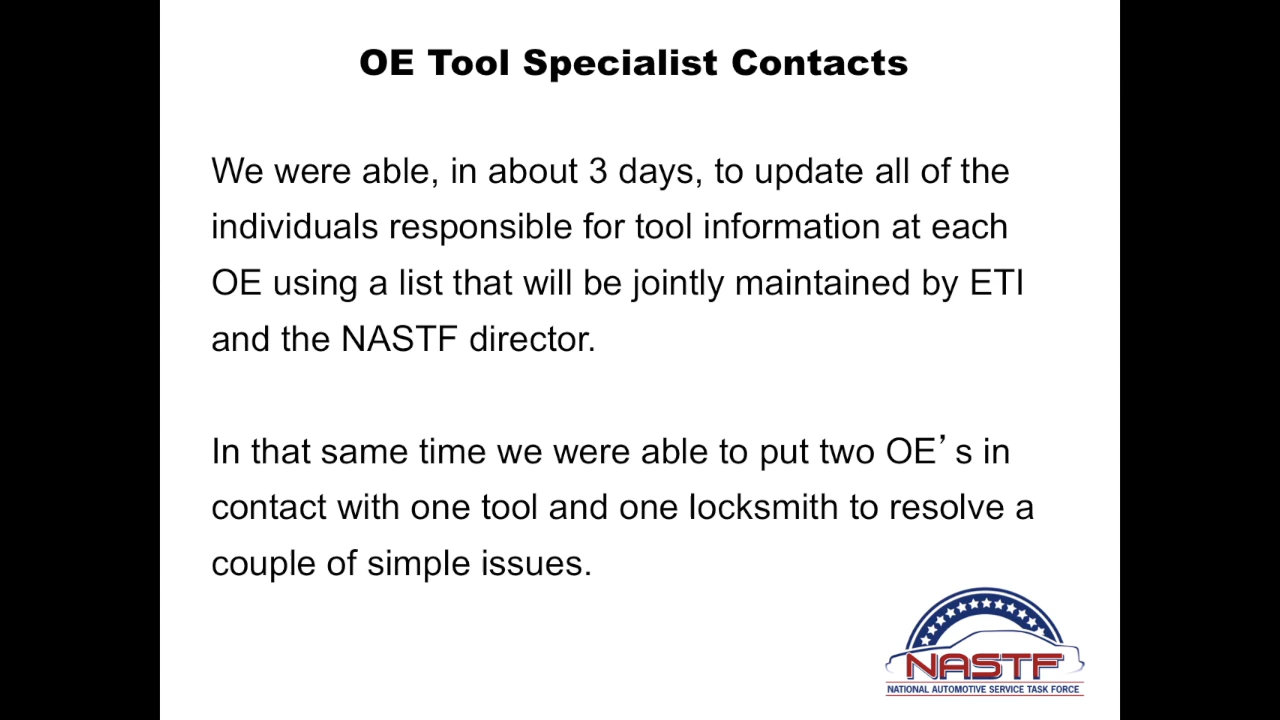 OE Tool Specialist Contacts
We were able, in about 3 days, to update all of the
individuals responsible for tool information at each
OE using a list that will be jointly maintained by ETI
and the NASTF director.
In that same time we were able to put two OE’s in
contact with one tool and one locksmith to resolve a
couple of simple issues.
NASTF
NATIONAL AUTOMOTIVE SERVICE TASK FORCE